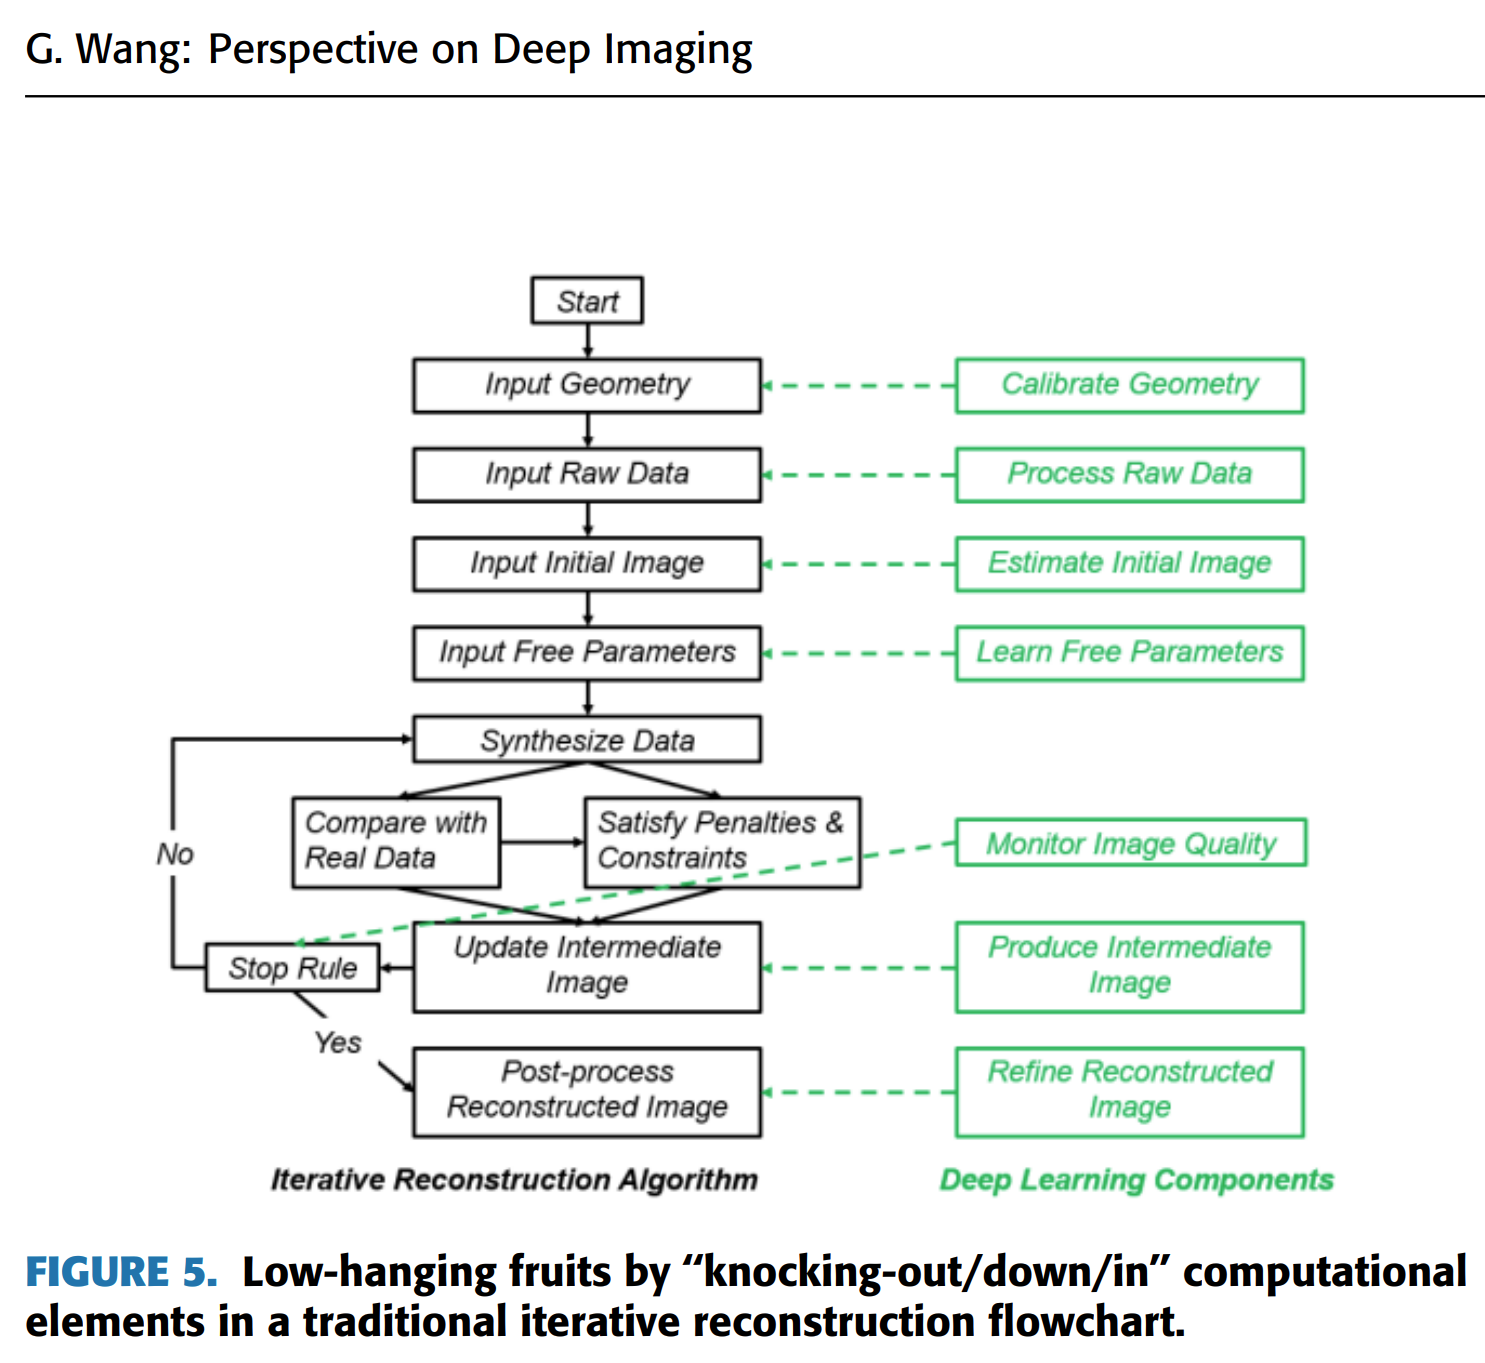 G. Wang: Perspective on Deep Imaging
Start
Input Geometry
Calibrate Geometry
Input Raw Data
Process Raw Data
Input Initial Image
Estimate Initial Image
Input Free Parameters
Learn Free Parameters
Synthesize Data
Compare with
Real Data
Satisfy Penalties &
Constraints
Monitor Image Quality
No
Stop Rule
Update Intermediate
Image
Produce Intermediate
Image
Yes
Post-process
Reconstructed Image
Refine Reconstructed
Image
Iterative Reconstruction Algorithm
Deep Learning Components
FIGURE 5. Low-hanging fruits by “knocking-out/down/in” computational
elements in a traditional iterative reconstruction flowchart.